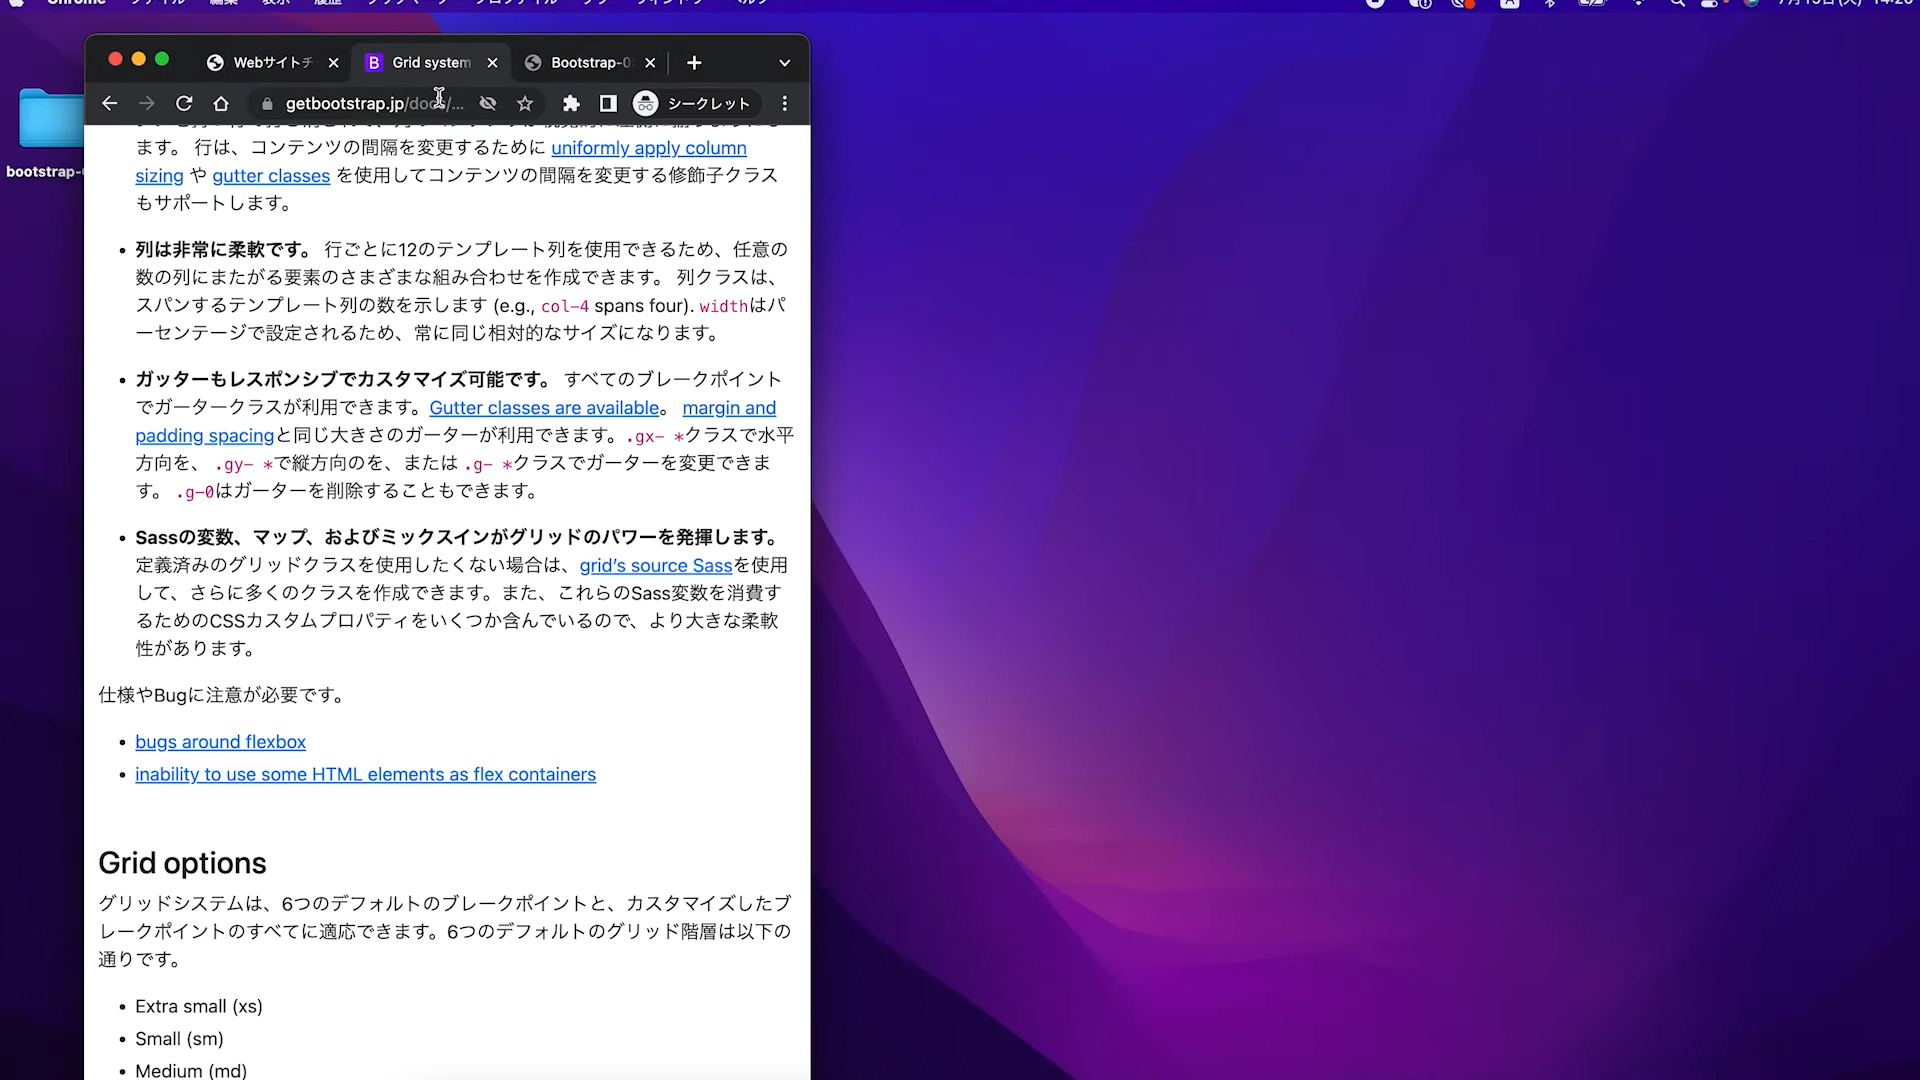 Chrome
bootstrap-
Webサイトチ
Grid system
Bootspap-0
getbootstrap.jp/docs/...
シークレット
ます。 行は、コンテンツの間隔を変更するために uniformly apply column
sizing や gutter classes を使用してコンテンツの間隔を変更する修飾子クラス
もサポートします。
列は非常に柔軟です。 行ごとに12のテンプレート列を使用できるため、任意の
数の列にまたがる要素のさまざまな組み合わせを作成できます。 列クラスは、
スパンするテンプレート列の数を示します (e.g., col-4 spans four). widthはパ
ーセンテージで設定されるため、常に同じ相対的なサイズになります。
ガッターもレスポンシブでカスタマイズ可能です。 すべてのブレークポイント
でガータークラスが利用できます。Gutter classes are available。 margin and
padding spacingと同じ大きさのガーターが利用できます。.gx- *クラスで水平
方向を、 .gy- *で縦方向のを、または .g- *クラスでガーターを変更できま
す。 .g-0はガーターを削除することもできます。
Sassの変数、マップ、およびミックスインがグリッドのパワーを発揮します。
定義済みのグリッドクラスを使用したくない場合は、grid’s source Sassを使用
して、さらに多くのクラスを作成できます。また、これらのSass変数を消費す
るためのCSSカスタムプロパティをいくつか含んでいるので、より大きな柔軟
性があります。
仕様やBugに注意が必要です。
bugs around flexbox
inability to use some HTML elements as flex containers
Grid options
グリッドシステムは、6つのデフォルトのブレークポイントと、カスタマイズしたブ
レークポイントのすべてに適応できます。6つのデフォルトのグリッド階層は以下の
通りです。
Extra small (xs)
Small (sm)
Medium (md)